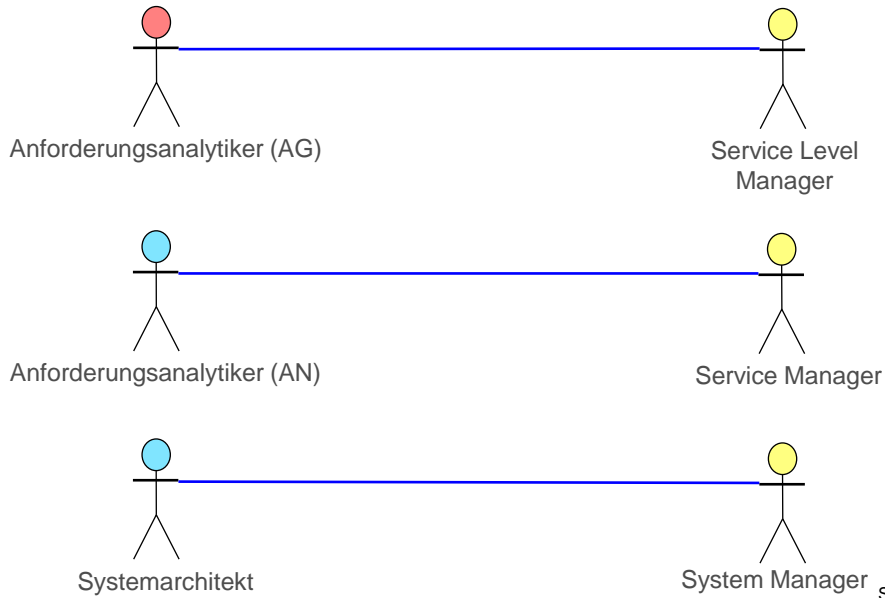 Anforderungsanalytiker (AG)
Service Level
Manager
Anforderungsanalytiker (AN)
Service Manager
Systemarchitekt
System Manager
s